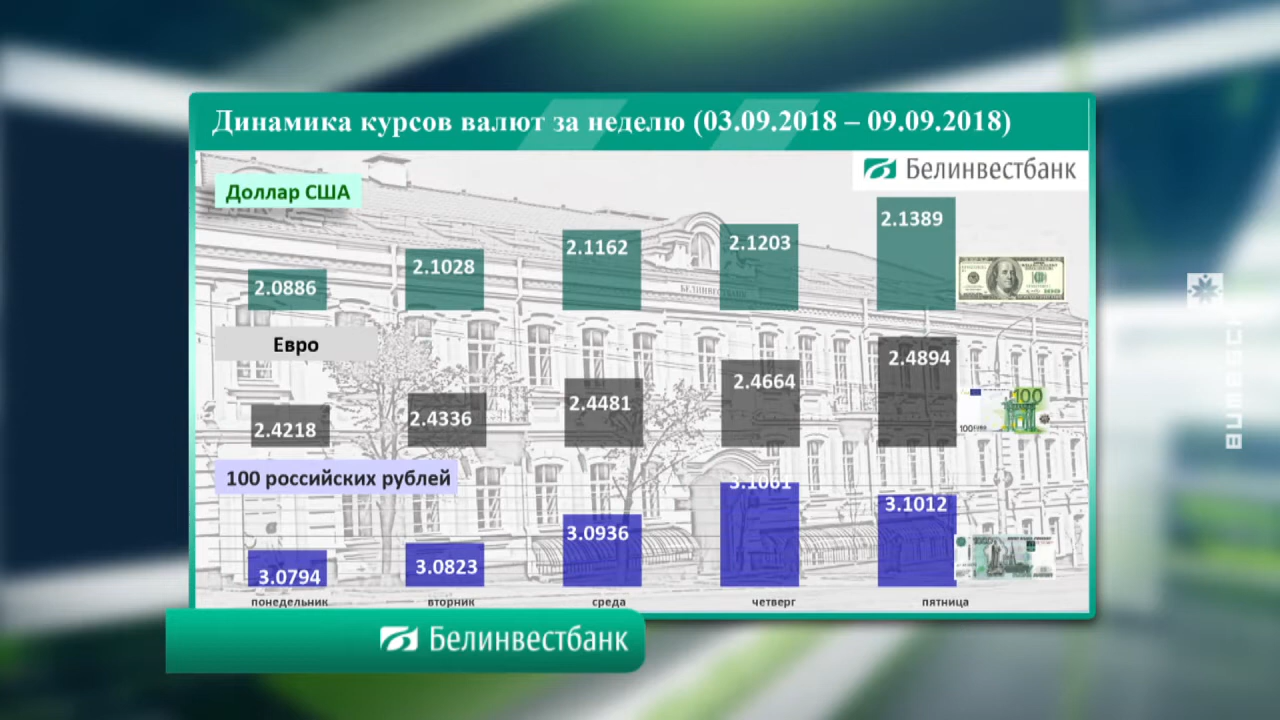 Динамика курсов валют за неделю (03.09.2018 – 09.09.2018)
Белинвестбанк
Доллар США
2.0886
2.1028
2.1162
2.1203
2.1389
Евро
2.4218
2.4336
2.4481
2.4664
2.4894
100
100
100 российских рублей
3.0794
3.0823
3.0936
3.1061
3.1012
понедельник
вторник
среда
четверг
пятница
Белинвестбанк